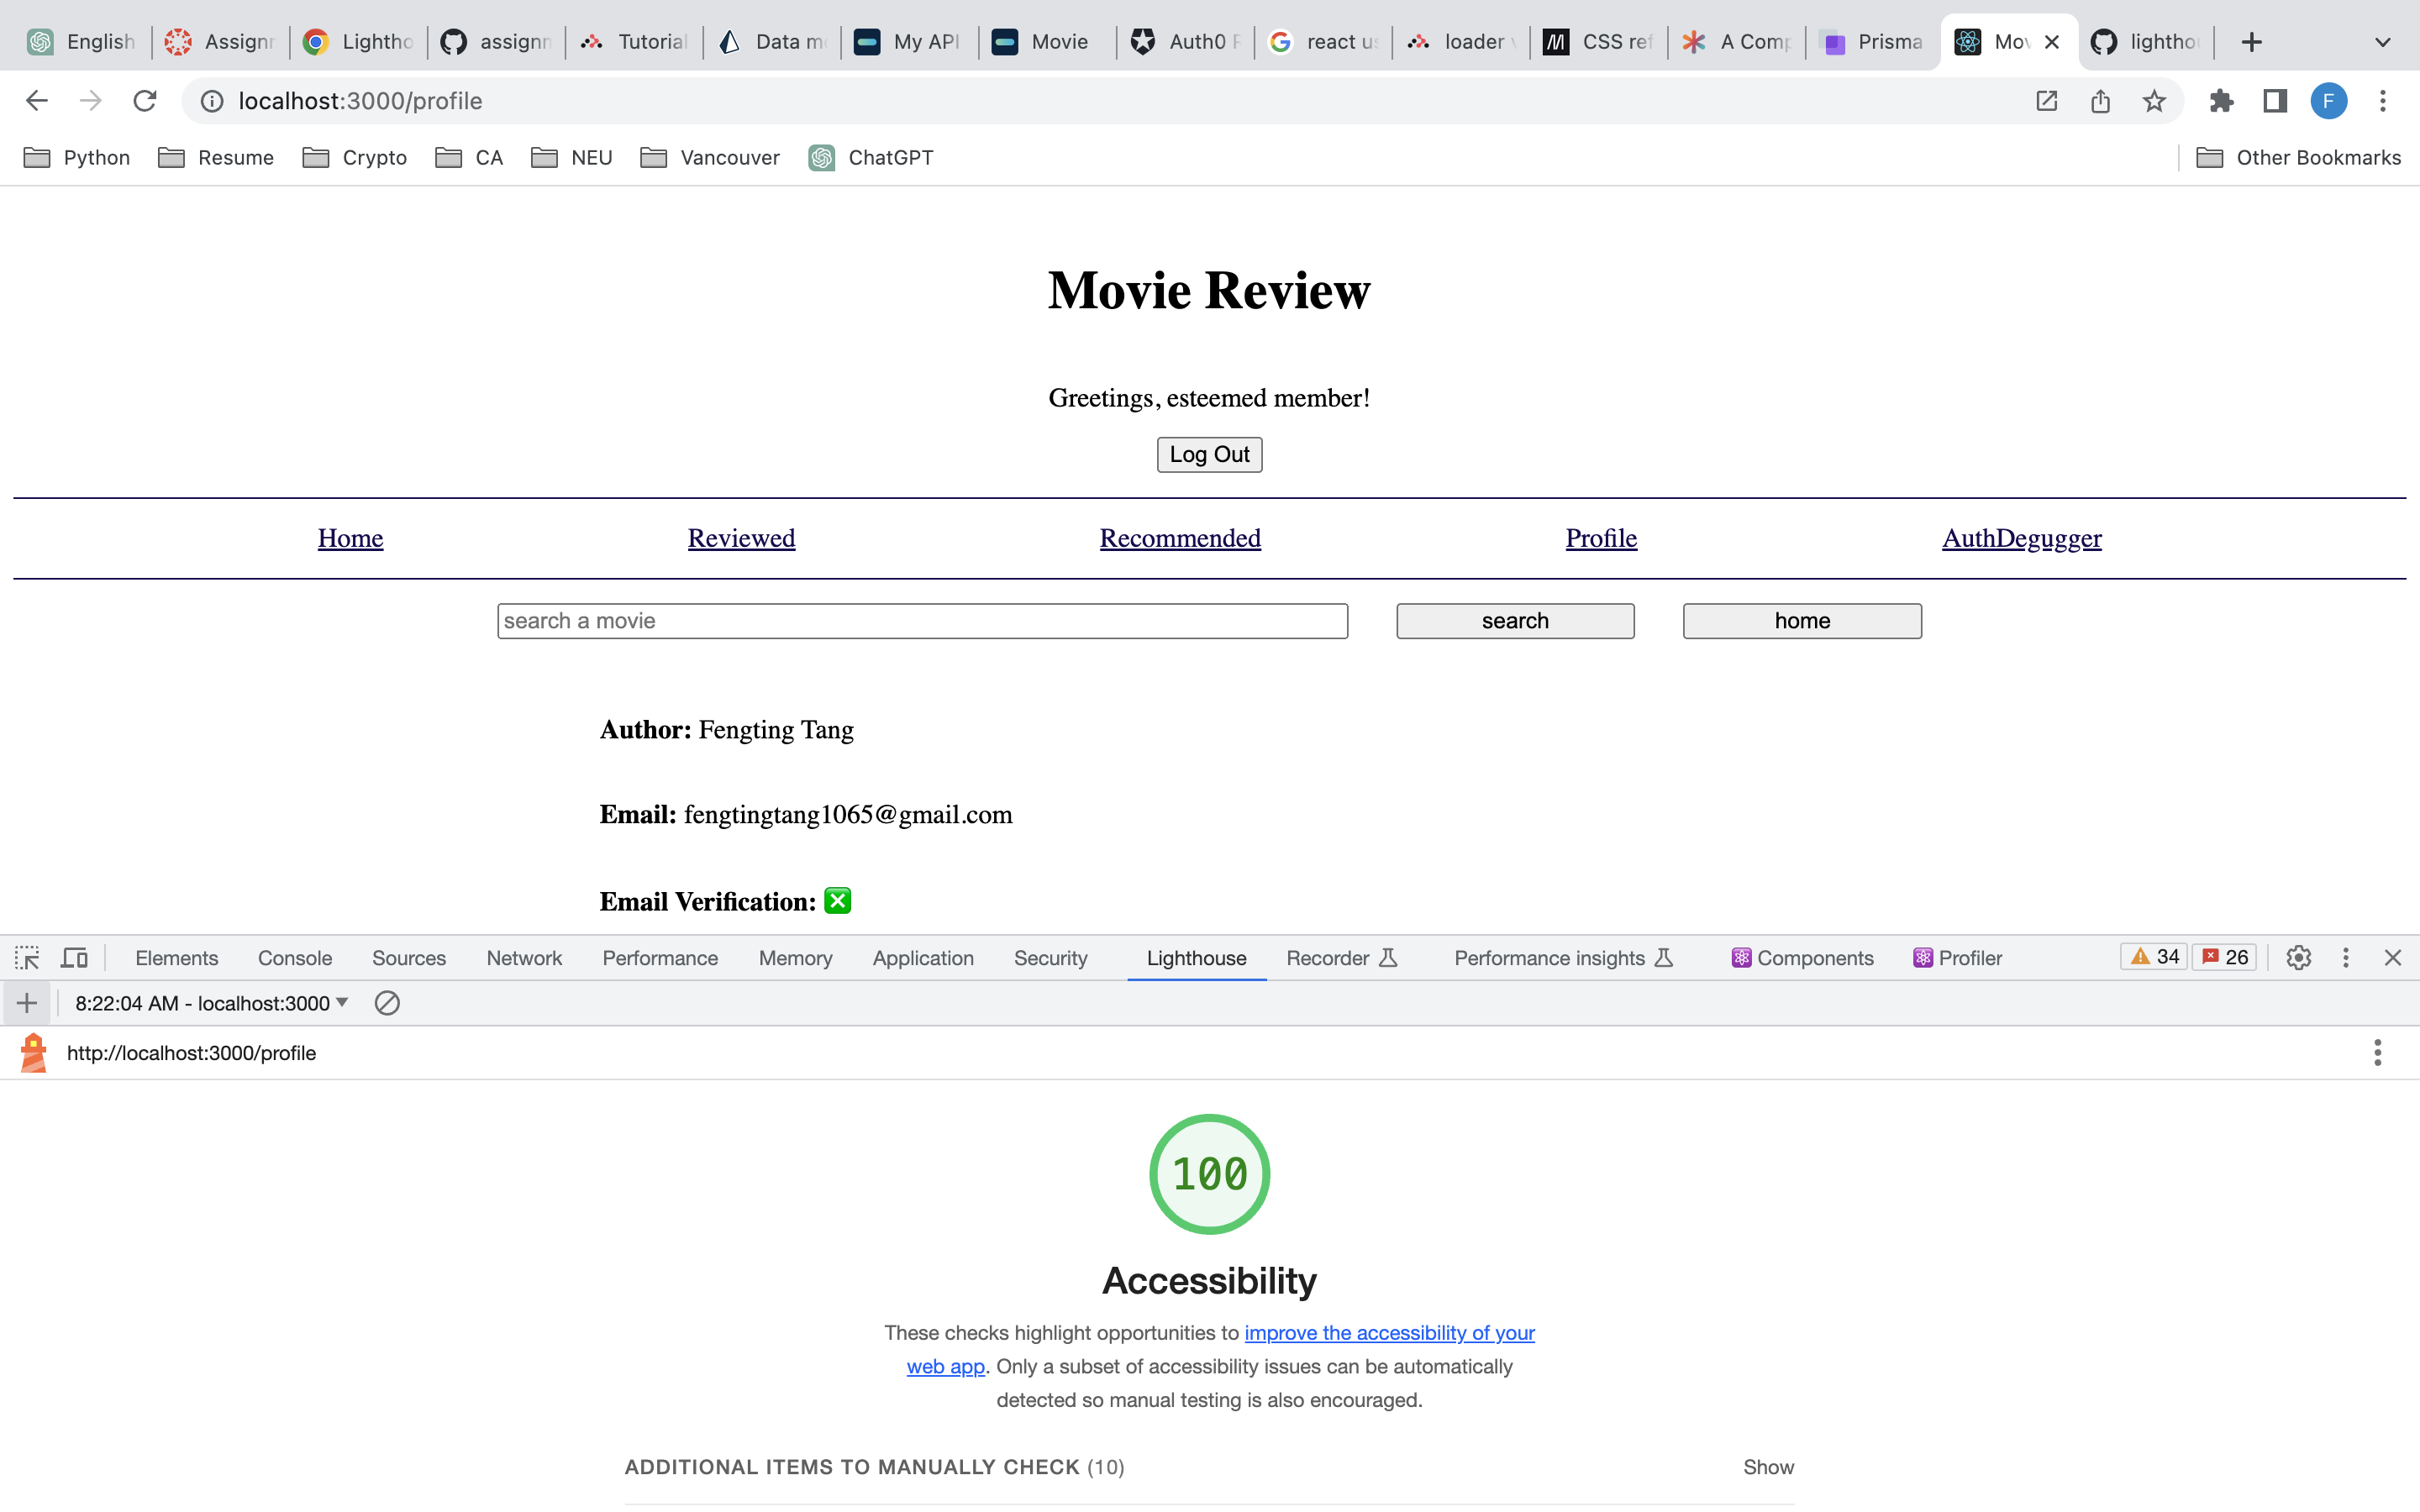 English
Assignr
Lightho
assignn
Tutorial
Data m
My API
Movie
Auth0 F
react us
loader
CSS ref
A Comp
Prisma
Mov
lighthou
localhost:3000/profile
F
Python
Resume
Crypto
CA
NEU
Vancouver
ChatGPT
Other Bookmarks
Movie Review
Greetings, esteemed member!
Log Out
Home Reviewed Recommended Profile AuthDegugger
search a movie search home
Author: Fengting Tang
Email: fengtingtang1065@gmail.com
Email Verification: ❎
Elements Console Sources Network Performance Memory Application Security Lighthouse Recorder Performance insights Components Profiler 34 26
8:22:04 AM - localhost:3000
http://localhost:3000/profile
100
Accessibility
These checks highlight opportunities to improve the accessibility of your
web app. Only a subset of accessibility issues can be automatically
detected so manual testing is also encouraged.
ADDITIONAL ITEMS TO MANUALLY CHECK (10) Show